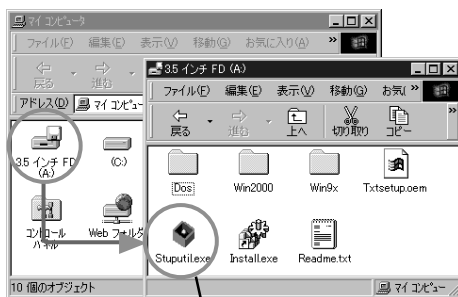 マイ コンピュータ
ファイル(F) 編集(E) 表示(V) 移動(G) お気に入り(A) »
戻る 進む
アドレス(D) マイ コンピュータ
3.5 インチ FD (A:)
(C:)
コントロール パネル
Web フォルダ
10 個のオブジェクト
3.5 インチ FD (A:)
ファイル(F) 編集(E) 表示(V) 移動(G) お気に »
戻る 進む 上へ 切り取り コピー »
Dos Win2000 Win9x Txtsetup.oem
Stuputil.exe Install.exe Readme.txt
マイ コンピュータ